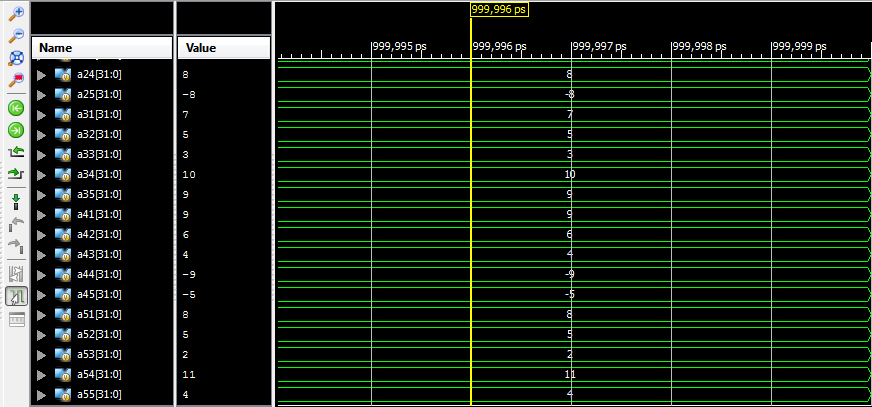 999,996 ps
Name Value
999,995 ps 999,996 ps 999,997 ps 999,998 ps 999,999 ps
a24[31:0] 8 8
a25[31:0] -8 -8
a31[31:0] 7 7
a32[31:0] 5 5
a33[31:0] 3 3
a34[31:0] 10 10
a35[31:0] 9 9
a41[31:0] 9 9
a42[31:0] 6 6
a43[31:0] 4 4
a44[31:0] -9 -9
a45[31:0] -5 -5
a51[31:0] 8 8
a52[31:0] 5 5
a53[31:0] 2 2
a54[31:0] 11 11
a55[31:0] 4 4